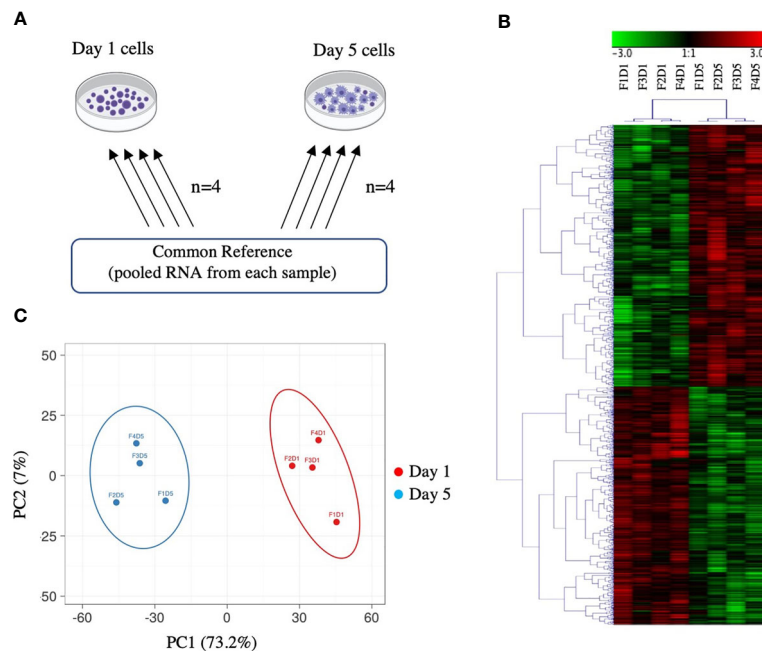 A
Day 1 cells
Day 5 cells
n=4
n=4
Common Reference
(pooled RNA from each sample)
B
-3.0
1:1
3.0
F1D1
F3D1
F2D1
F4D1
F1D5
F2D5
F3D5
F4D5
C
50
25
0
-25
-50
PC2 (7%)
F4D5
F3D5
F2D5
F1D5
F4D1
F2D1
F3D1
F1D1
Day 1
Day 5
-60
-30
0
30
60
PC1 (73.2%)